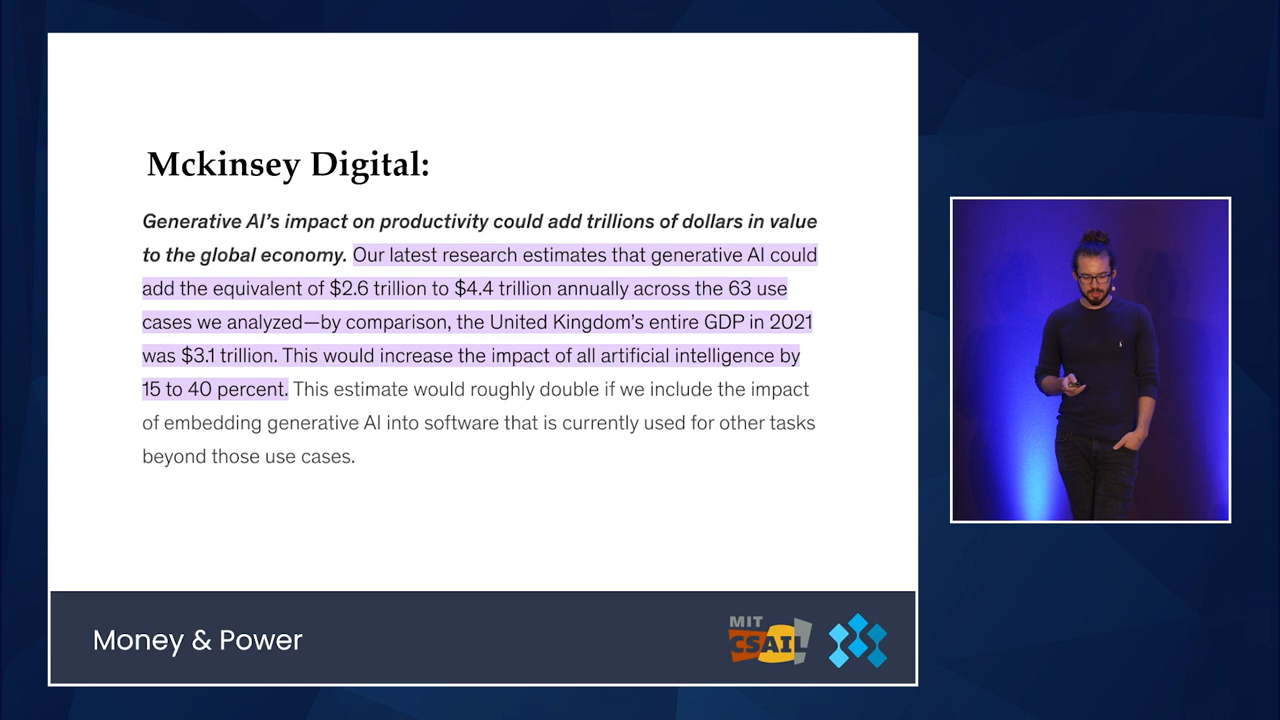 Mckinsey Digital:
Generative AI's impact on productivity could add trillions of dollars in value
to the global economy. Our latest research estimates that generative AI could
add the equivalent of $2.6 trillion to $4.4 trillion annually across the 63 use
cases we analyzed—by comparison, the United Kingdom's entire GDP in 2021
was $3.1 trillion. This would increase the impact of all artificial intelligence by
15 to 40 percent. This estimate would roughly double if we include the impact
of embedding generative AI into software that is currently used for other tasks
beyond those use cases.
Money & Power
MIT
CSAIL